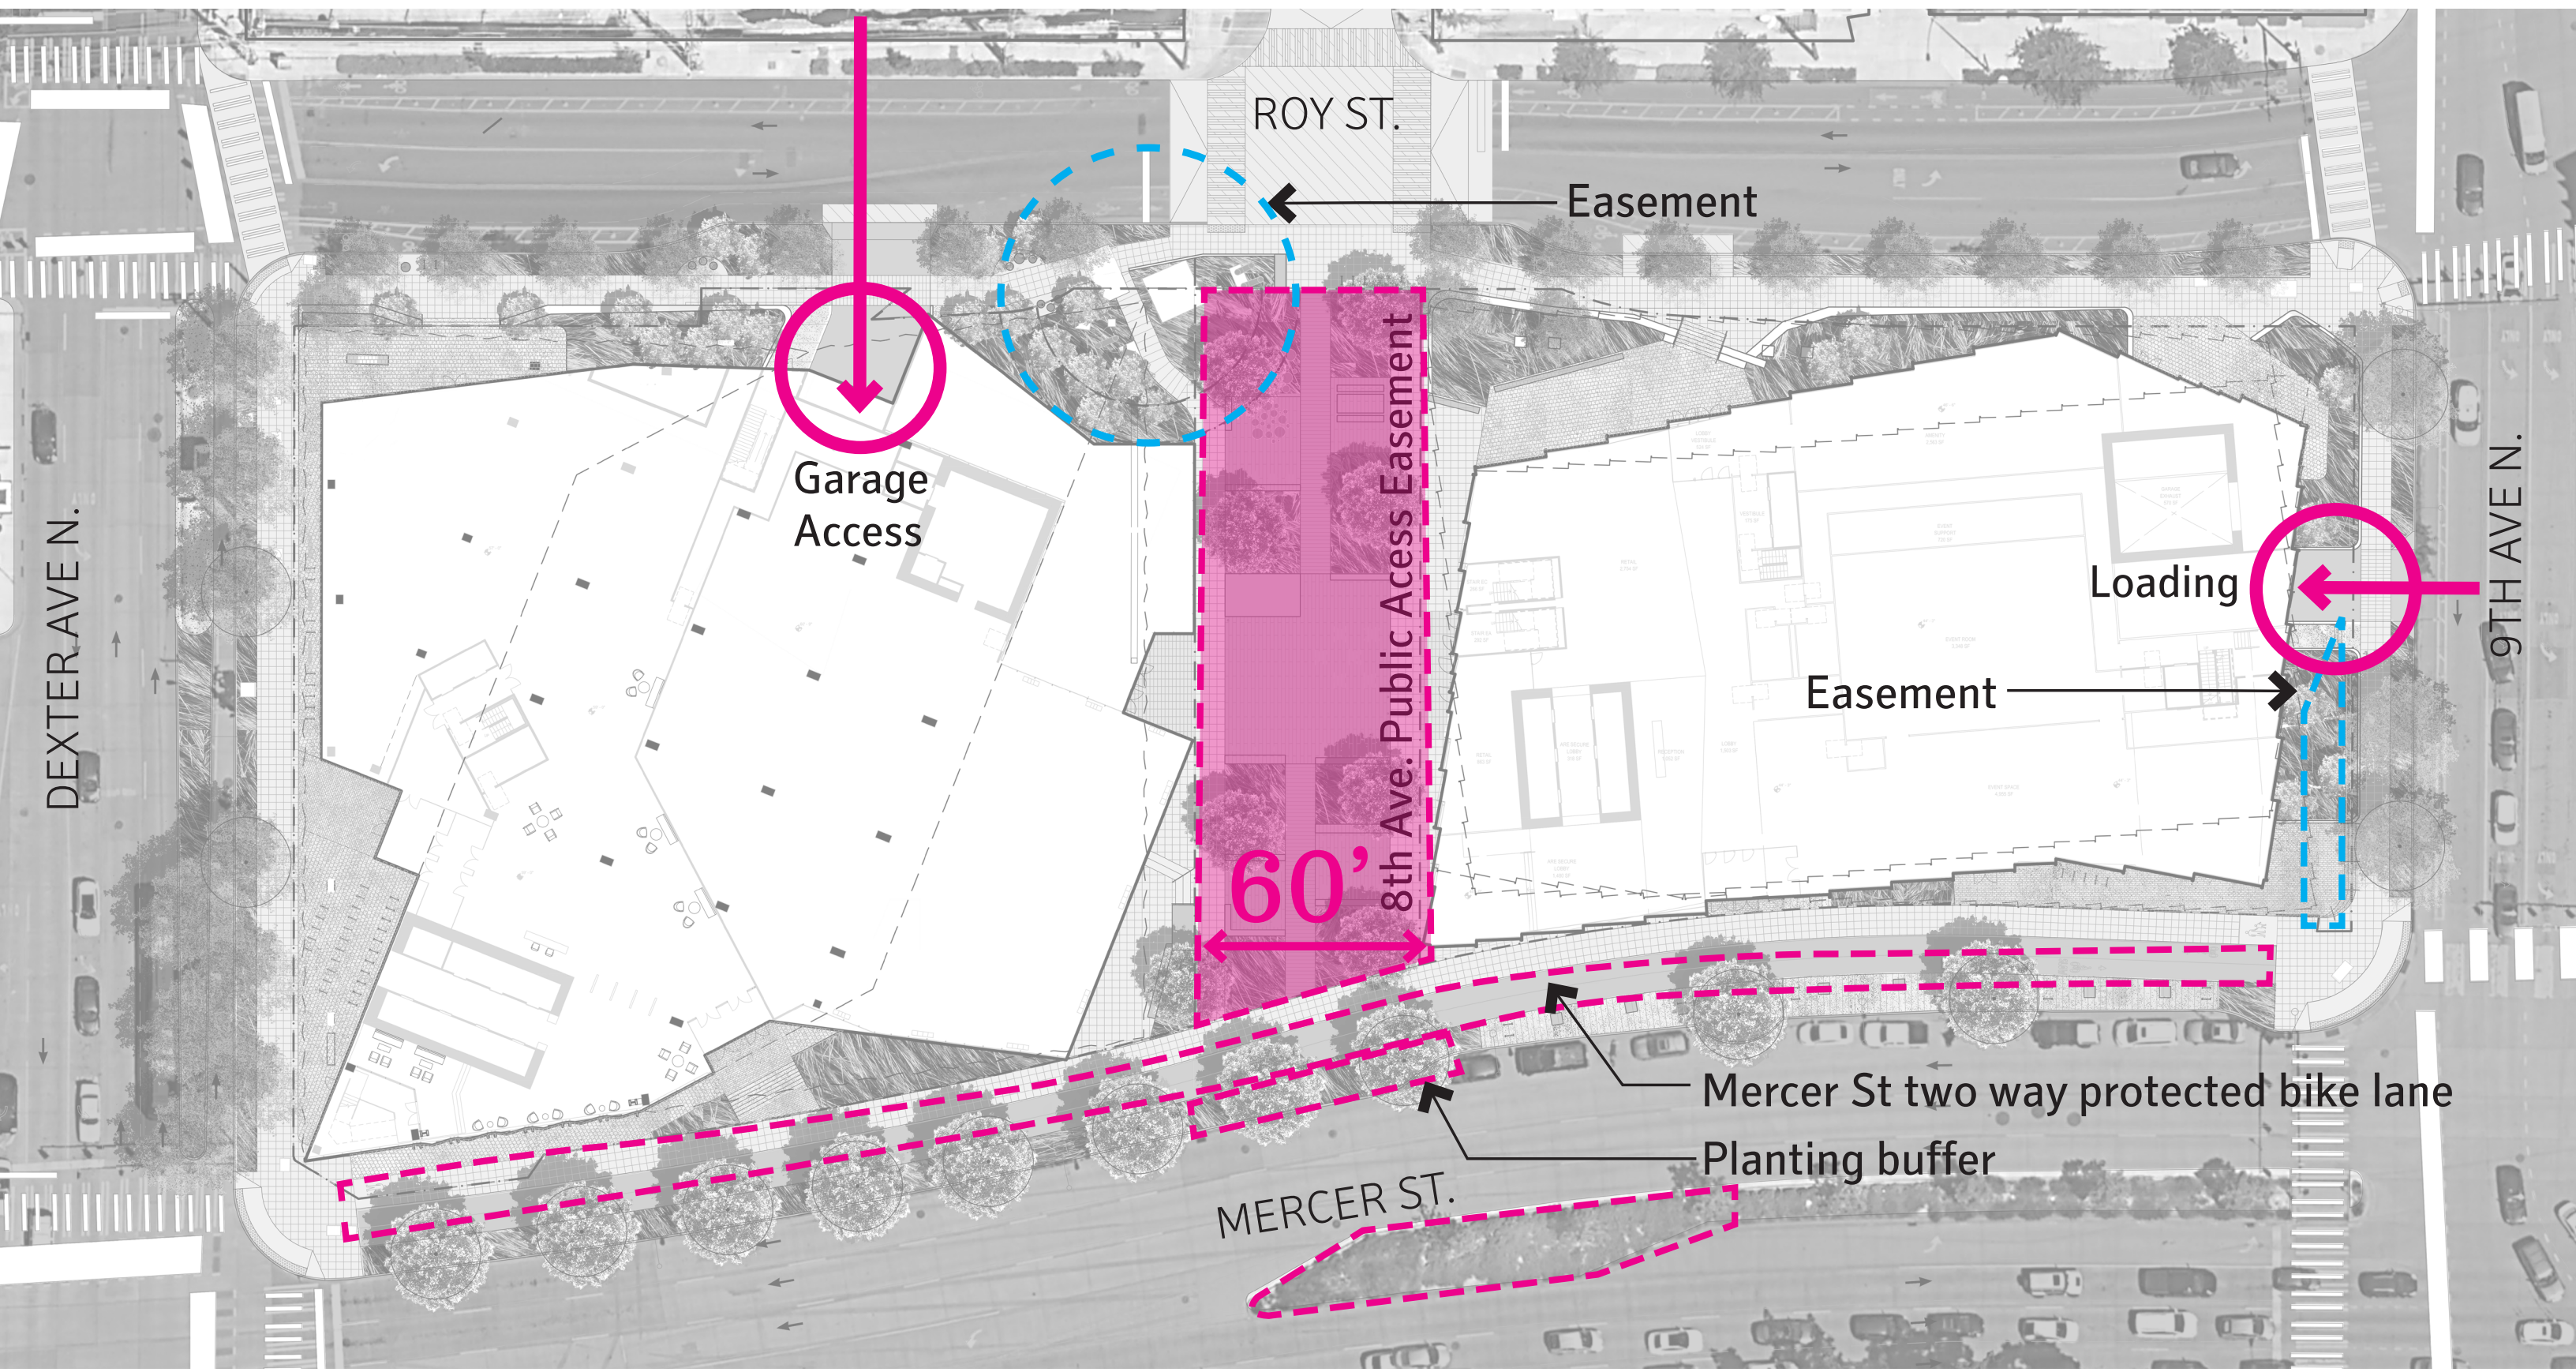 ROY ST.
Easement
Garage
Access
8th Ave. Public Acess Easement
DEXTER AVE N.
9TH AVE N.
Loading
Easement
60’
Mercer St two way protected bike lane
Planting buffer
MERCER ST.